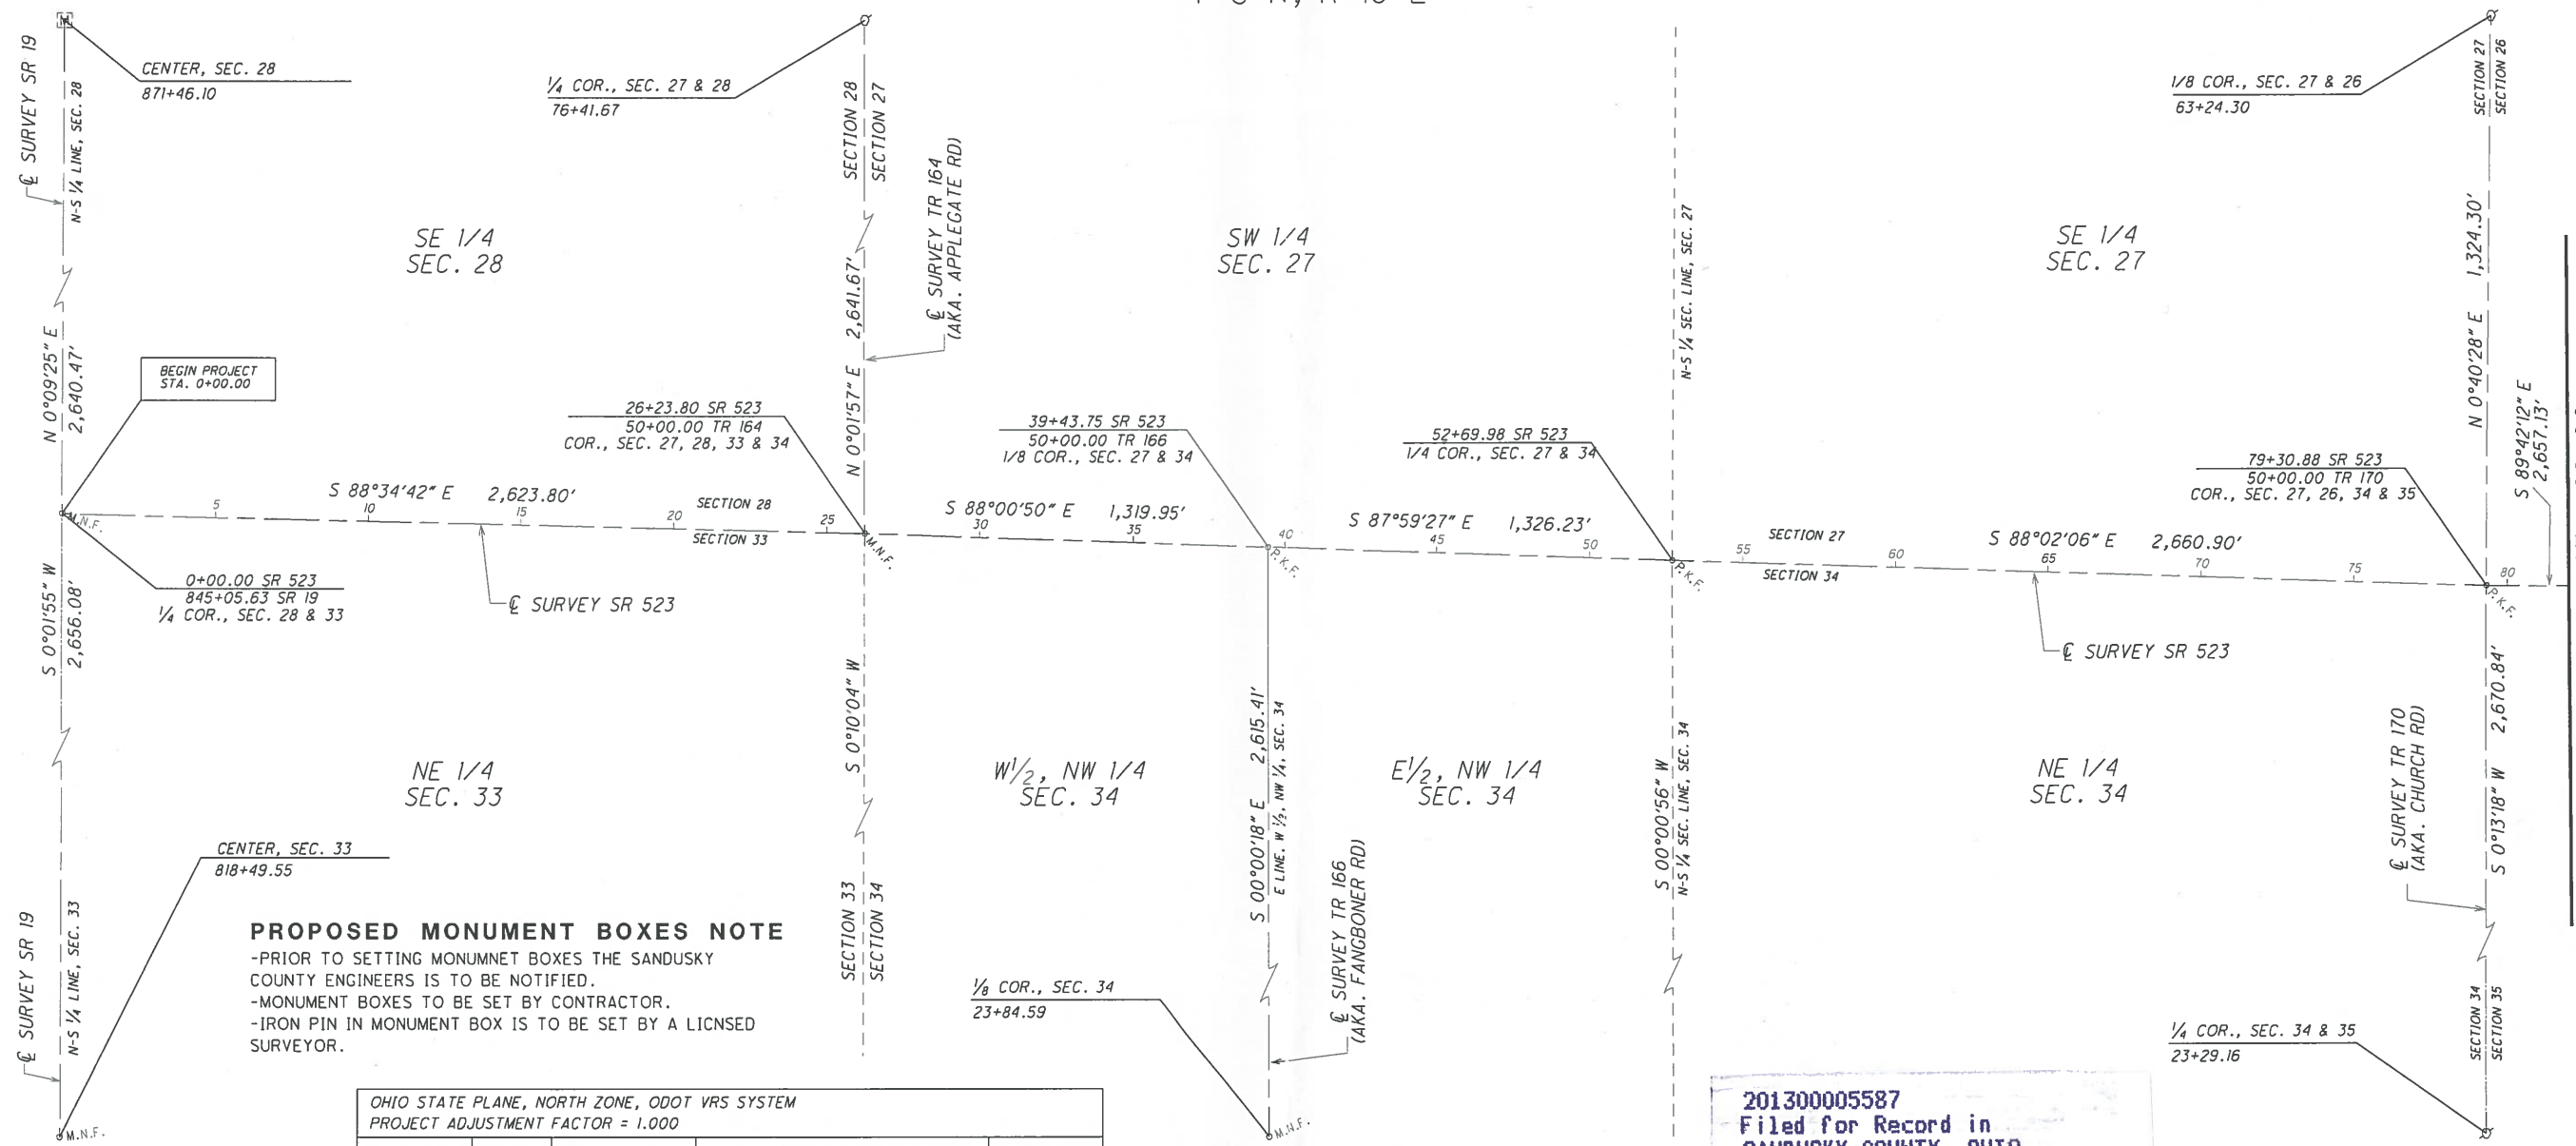 CENTER, SEC. 28
871+46.10
¼ COR., SEC. 27 & 28
76+41.67
1/8 COR., SEC. 27 & 26
63+24.30
℄ SURVEY SR 19
N-S ¼ LINE, SEC. 28
SECTION 28
SECTION 27
℄ SURVEY TR 164
(AKA. APPLEGATE RD)
N-S ¼ SEC. LINE, SEC. 27
SECTION 27
SECTION 26
SE 1/4
SEC. 28
SW 1/4
SEC. 27
SE 1/4
SEC. 27
N 0°09'25" E
2,640.47'
N 0°01'57" E 2,641.67'
N 0°40'28" E 1,324.30'
S 89°42'12" E
2,657.13'
BEGIN PROJECT
STA. 0+00.00
26+23.80 SR 523
50+00.00 TR 164
COR., SEC. 27, 28, 33 & 34
39+43.75 SR 523
50+00.00 TR 166
1/8 COR., SEC. 27 & 34
52+69.98 SR 523
1/4 COR., SEC. 27 & 34
79+30.88 SR 523
50+00.00 TR 170
COR., SEC. 27, 26, 34 & 35
S 88°34'42" E 2,623.80'
SECTION 28
S 88°00'50" E 1,319.95'
S 87°59'27" E 1,326.23'
SECTION 27
S 88°02'06" E 2,660.90'
5 10 15 20 25 30 35 40 45 50 55 60 65 70 75 80
M.N.F.
SECTION 33
M.N.F.
P.K.F.
P.K.F.
SECTION 34
P.K.F.
0+00.00 SR 523
845+05.63 SR 19
¼ COR., SEC. 28 & 33
℄ SURVEY SR 523
℄ SURVEY SR 523
S 0°01'55" W
2,656.08'
S 0°10'04" W
S 00°00'18" E 2,615.41'
E LINE, W ½, NW ¼, SEC. 34
S 00°00'56" W
N-S ¼ SEC. LINE, SEC. 34
S 0°13'18" W 2,670.84'
NE 1/4
SEC. 33
W½, NW 1/4
SEC. 34
E½, NW 1/4
SEC. 34
NE 1/4
SEC. 34
℄ SURVEY TR 170
(AKA. CHURCH RD)
CENTER, SEC. 33
818+49.55
℄ SURVEY SR 19
N-S ¼ LINE, SEC. 33
SECTION 33
SECTION 34
℄ SURVEY TR 166
(AKA. FANGBONER RD)
PROPOSED MONUMENT BOXES NOTE
-PRIOR TO SETTING MONUMNET BOXES THE SANDUSKY
COUNTY ENGINEERS IS TO BE NOTIFIED.
-MONUMENT BOXES TO BE SET BY CONTRACTOR.
-IRON PIN IN MONUMENT BOX IS TO BE SET BY A LICNSED
SURVEYOR.
⅛ COR., SEC. 34
23+84.59
¼ COR., SEC. 34 & 35
23+29.16
SECTION 34
SECTION 35
OHIO STATE PLANE, NORTH ZONE, ODOT VRS SYSTEM
PROJECT ADJUSTMENT FACTOR = 1.000
201300005587
Filed for Record in
SANDUSKY COUNTY, OHIO
M.N.F.
M.N.F.